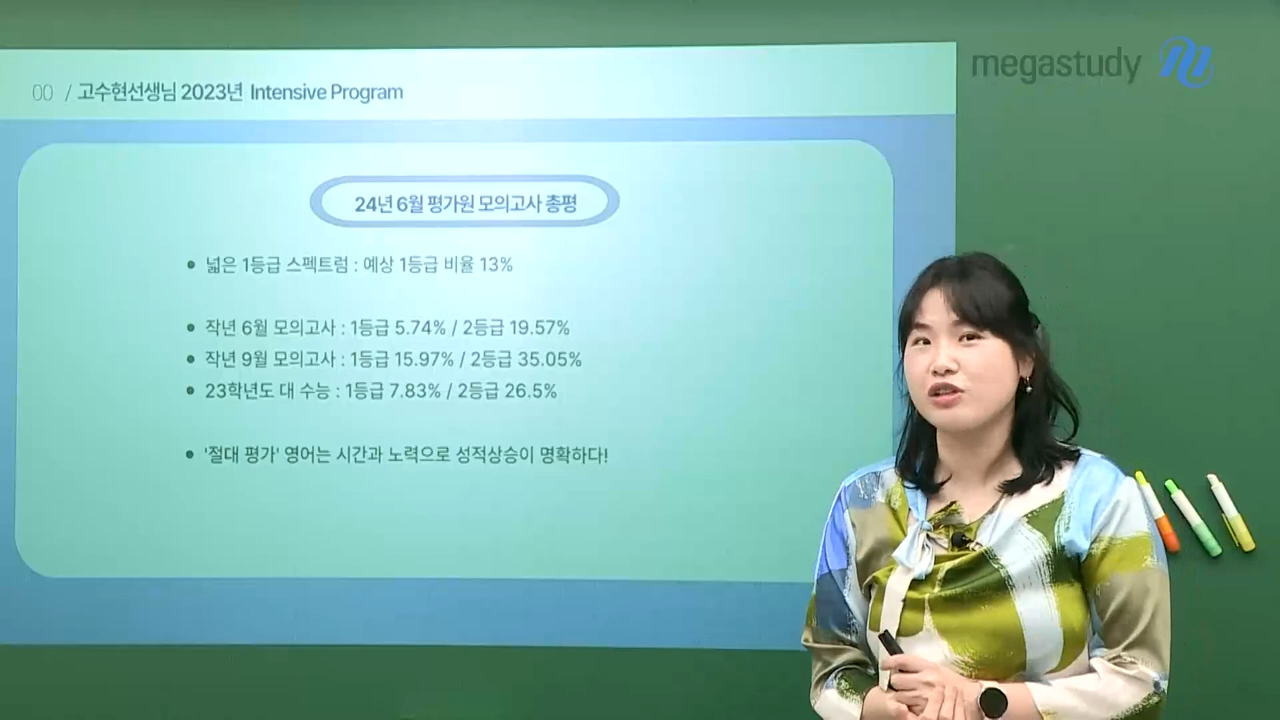 megastudy
00 / 고수현선생님 2023년 Intensive Program
24년 6월 평가원 모의고사 총평
• 넓은 1등급 스펙트럼 : 예상 1등급 비율 13%
• 작년 6월 모의고사 : 1등급 5.74% / 2등급 19.57%
• 작년 9월 모의고사 : 1등급 15.97% / 2등급 35.05%
• 23학년도 대 수능 : 1등급 7.83% / 2등급 26.5%
• '절대 평가' 영어는 시간과 노력으로 성적상승이 명확하다!